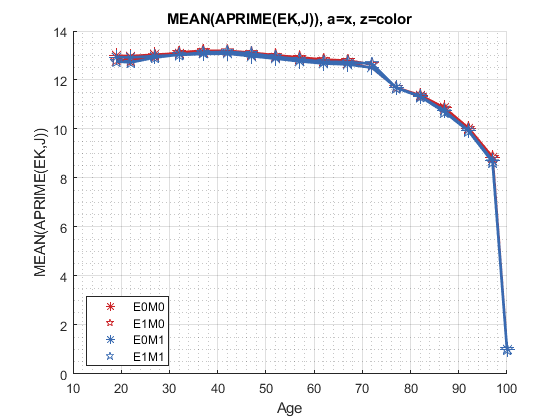 MEAN(APRIME(EK,J)), a=x, z=color
14
12
10
8
6
4
2
0
MEAN(APRIME(EK,J))
E0M0
E1M0
E0M1
E1M1
10 20 30 40 50 60 70 80 90 100
Age